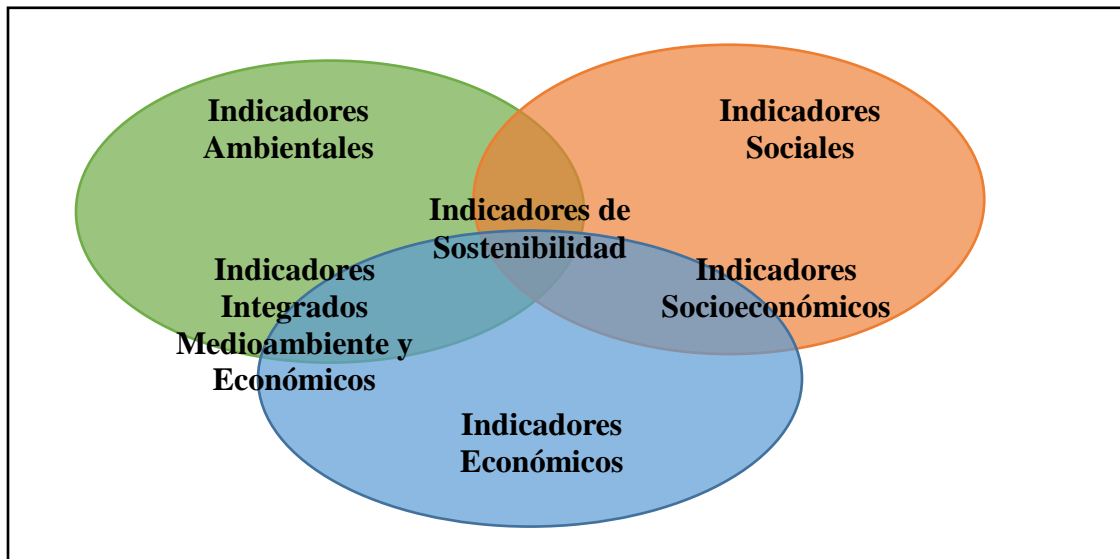 Indicadores
Ambientales
Indicadores
Sociales
Indicadores de
Sostenibilidad
Indicadores
Integrados
Medioambiente y
Económicos
Indicadores
Socioeconómicos
Indicadores
Económicos